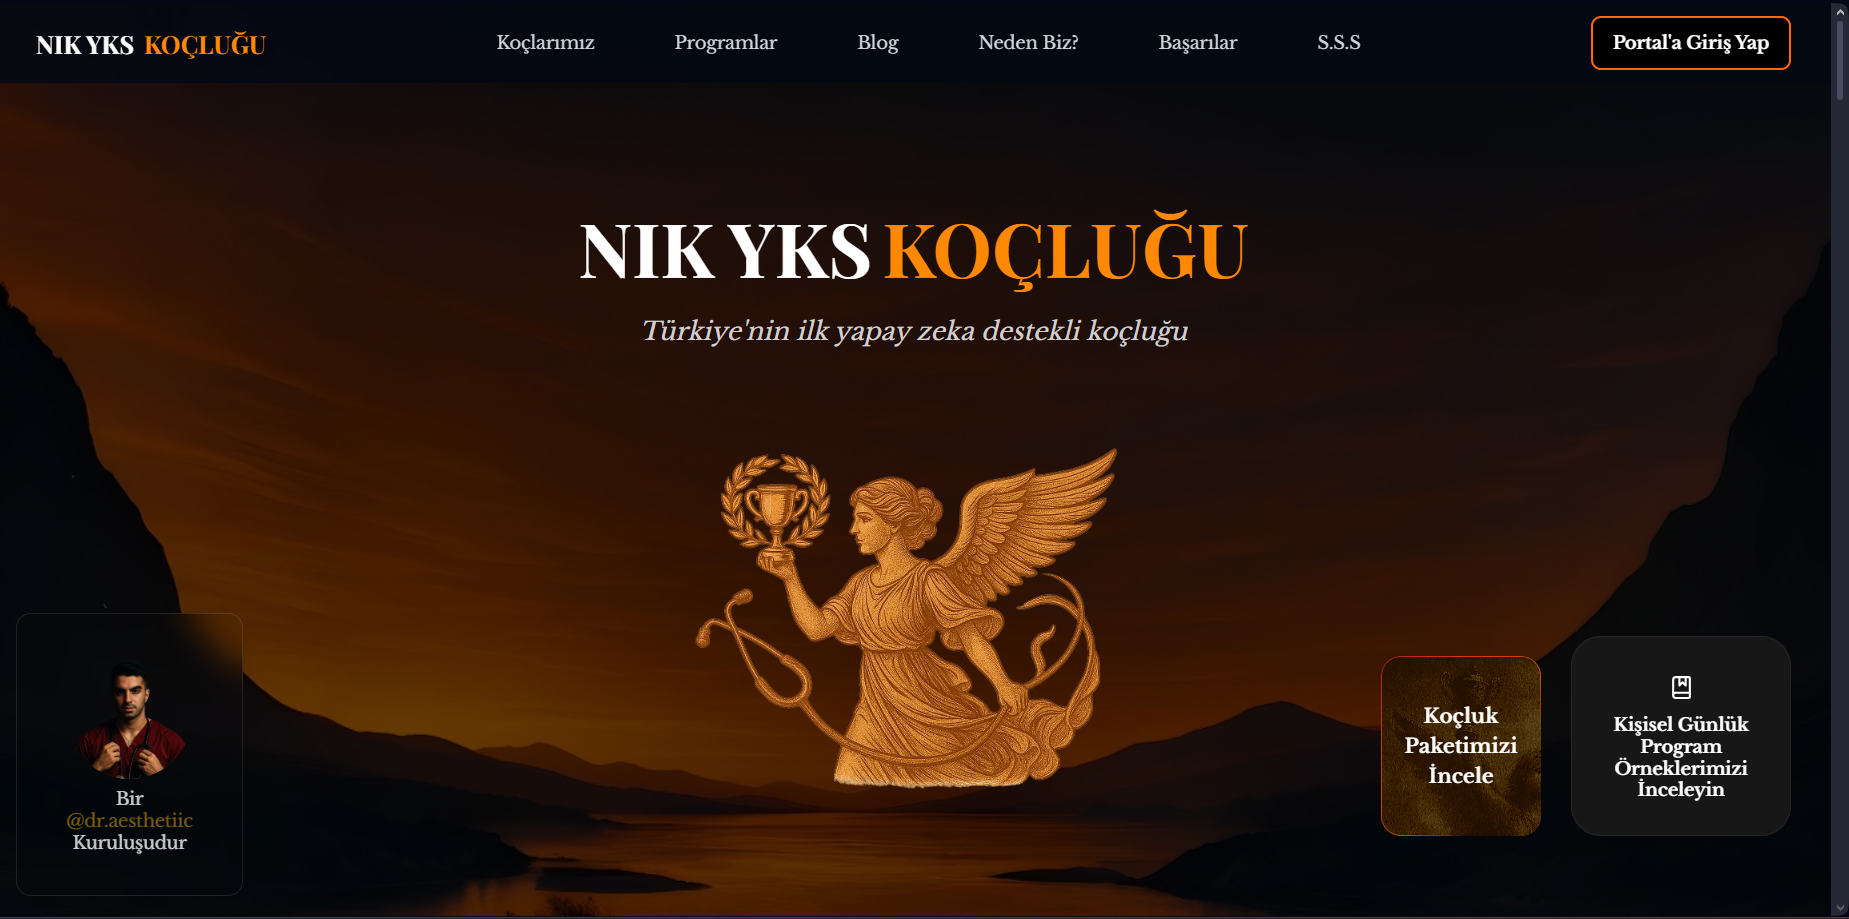 NIK YKS KOÇLUĞU
Koçlarımız
Programlar
Blog
Neden Biz?
Başarılar
S.S.S
Portal'a Giriş Yap
NIK YKS KOÇLUĞU
Türkiye'nin ilk yapay zeka destekli koçluğu
Bir
@dr.aesthetiic
Kuruluşudur
Koçluk
Paketimizi
İncele
Kişisel Günlük
Program
Örneklerimizi
İnceleyin